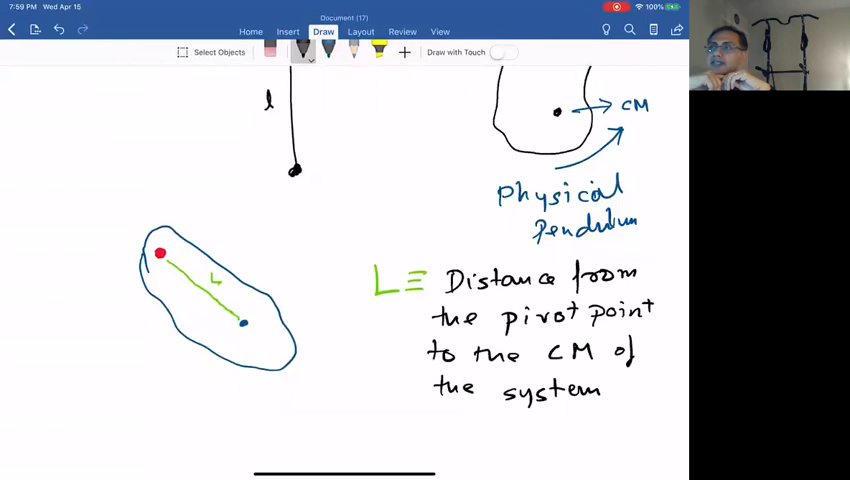 7:59 PM Wed Apr 15
100%
Document (17)
Home Insert Draw Layout Review View
Select Objects
Draw with Touch
l
CM
Physical
Pendulum
L
L≡ Distance from
the pivot point
to the CM of
the system